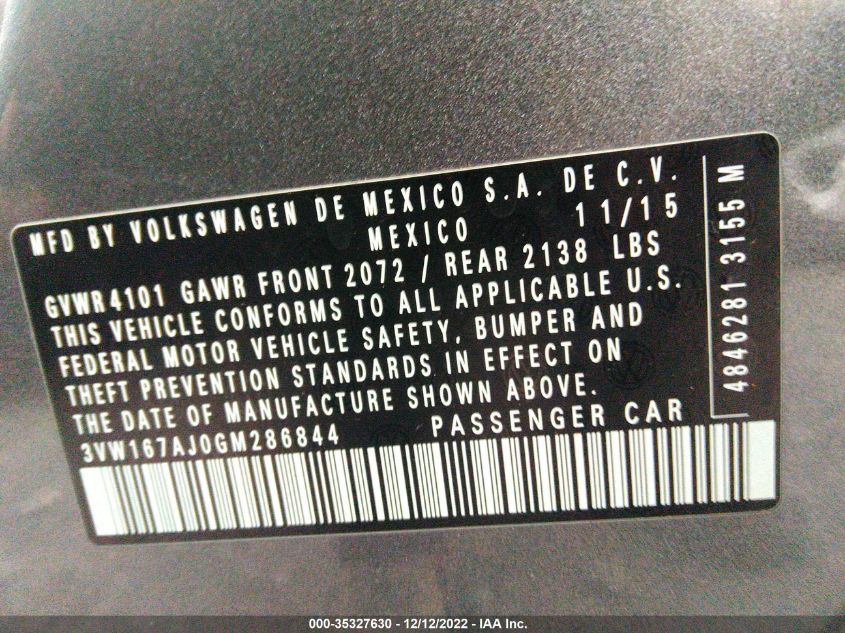 MFD BY VOLKSWAGEN DE MEXICO S.A. DE C.V.
MEXICO 11/15
GVWR 4101 GAWR FRONT 2072 / REAR 2138 LBS
THIS VEHICLE CONFORMS TO ALL APPLICABLE U.S.
FEDERAL MOTOR VEHICLE SAFETY, BUMPER AND
THEFT PREVENTION STANDARDS IN EFFECT ON
THE DATE OF MANUFACTURE SHOWN ABOVE.
3VW167AJ0GM286844 PASSENGER CAR
4846281 3155 M
000-35327630 - 12/12/2022 - IAA Inc.